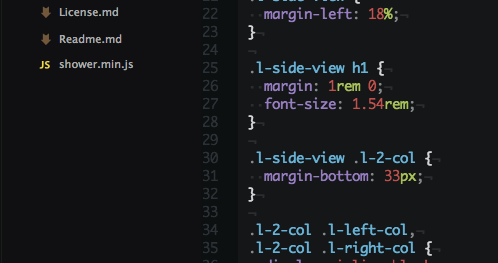 License.md
Readme.md
JS shower.min.js
22 margin-left: 18%;
23 }
24
25 .l-side-view h1 {
26 margin: 1rem 0;
27 font-size: 1.54rem;
28 }
29
30 .l-side-view .l-2-col {
31 margin-bottom: 33px;
32 }
33
34 .l-2-col .l-left-col,
35 .l-2-col .l-right-col {